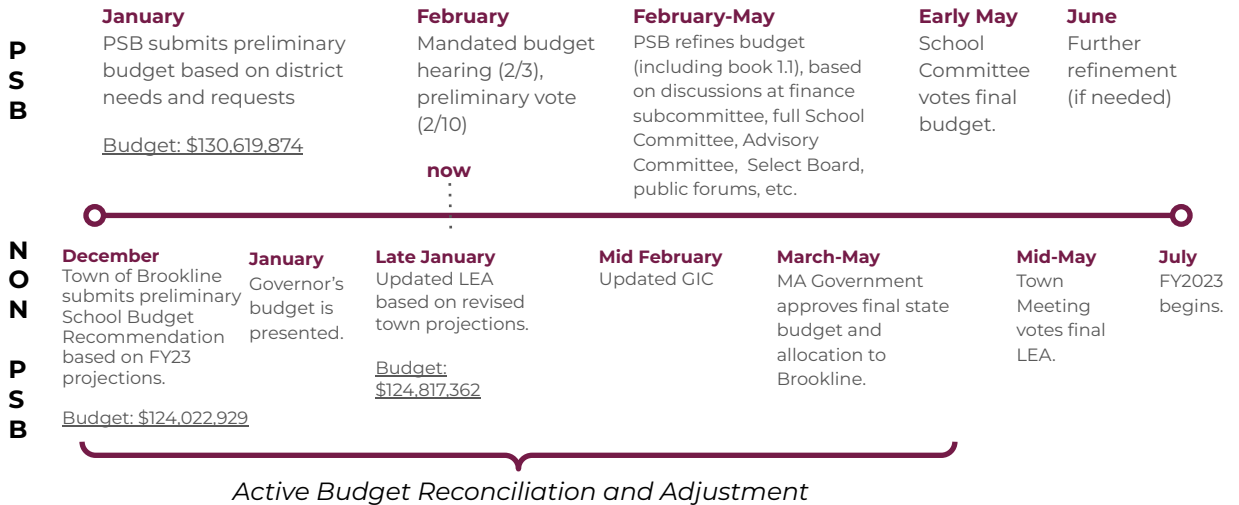 P
S
B
January
PSB submits preliminary
budget based on district
needs and requests
Budget: $130,619,874
February
Mandated budget
hearing (2/3),
preliminary vote
(2/10)
now
February-May
PSB refines budget
(including book 1.1), based
on discussions at finance
subcommittee, full School
Committee, Advisory
Committee, Select Board,
public forums, etc.
Early May
School
Committee
votes final
budget.
June
Further
refinement
(if needed)
N
O
N
P
S
B
December
Town of Brookline
submits preliminary
School Budget
Recommendation
based on FY23
projections.
Budget: $124,022,929
January
Governor’s
budget is
presented.
Late January
Updated LEA
based on revised
town projections.
Budget:
$124,817,362
Mid February
Updated GIC
March-May
MA Government
approves final state
budget and
allocation to
Brookline.
Mid-May
Town
Meeting
votes final
LEA.
July
FY2023
begins.
Active Budget Reconciliation and Adjustment